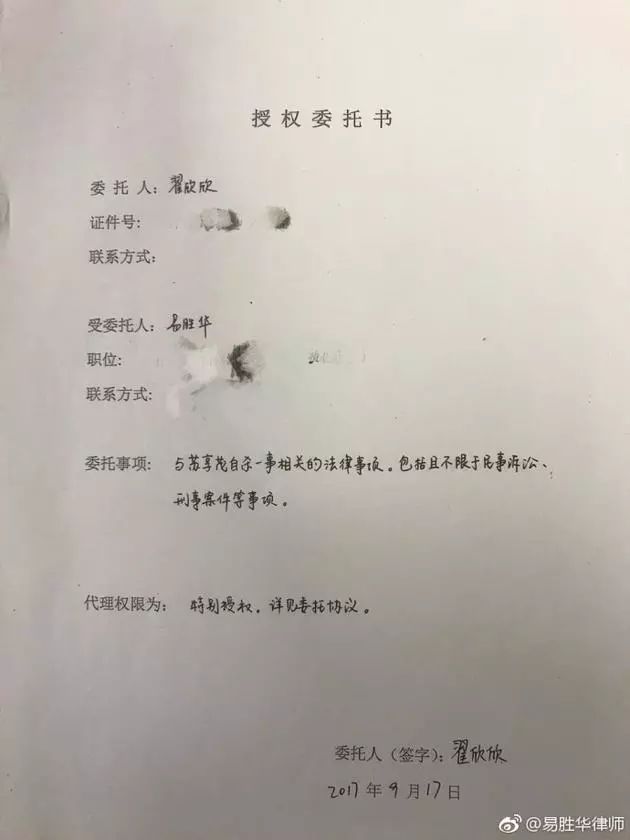 授权委托书
委托人：翟欣欣
证件号：
联系方式：
受委托人：易胜华
职位：
联系方式：
委托事项：与苏享茂自杀一事相关的法律事项。包括且不限于民事诉讼、
刑事案件等事项。
代理权限为：特别授权，详见委托协议。
委托人（签字）：翟欣欣
2017年9月17日
@易胜华律师